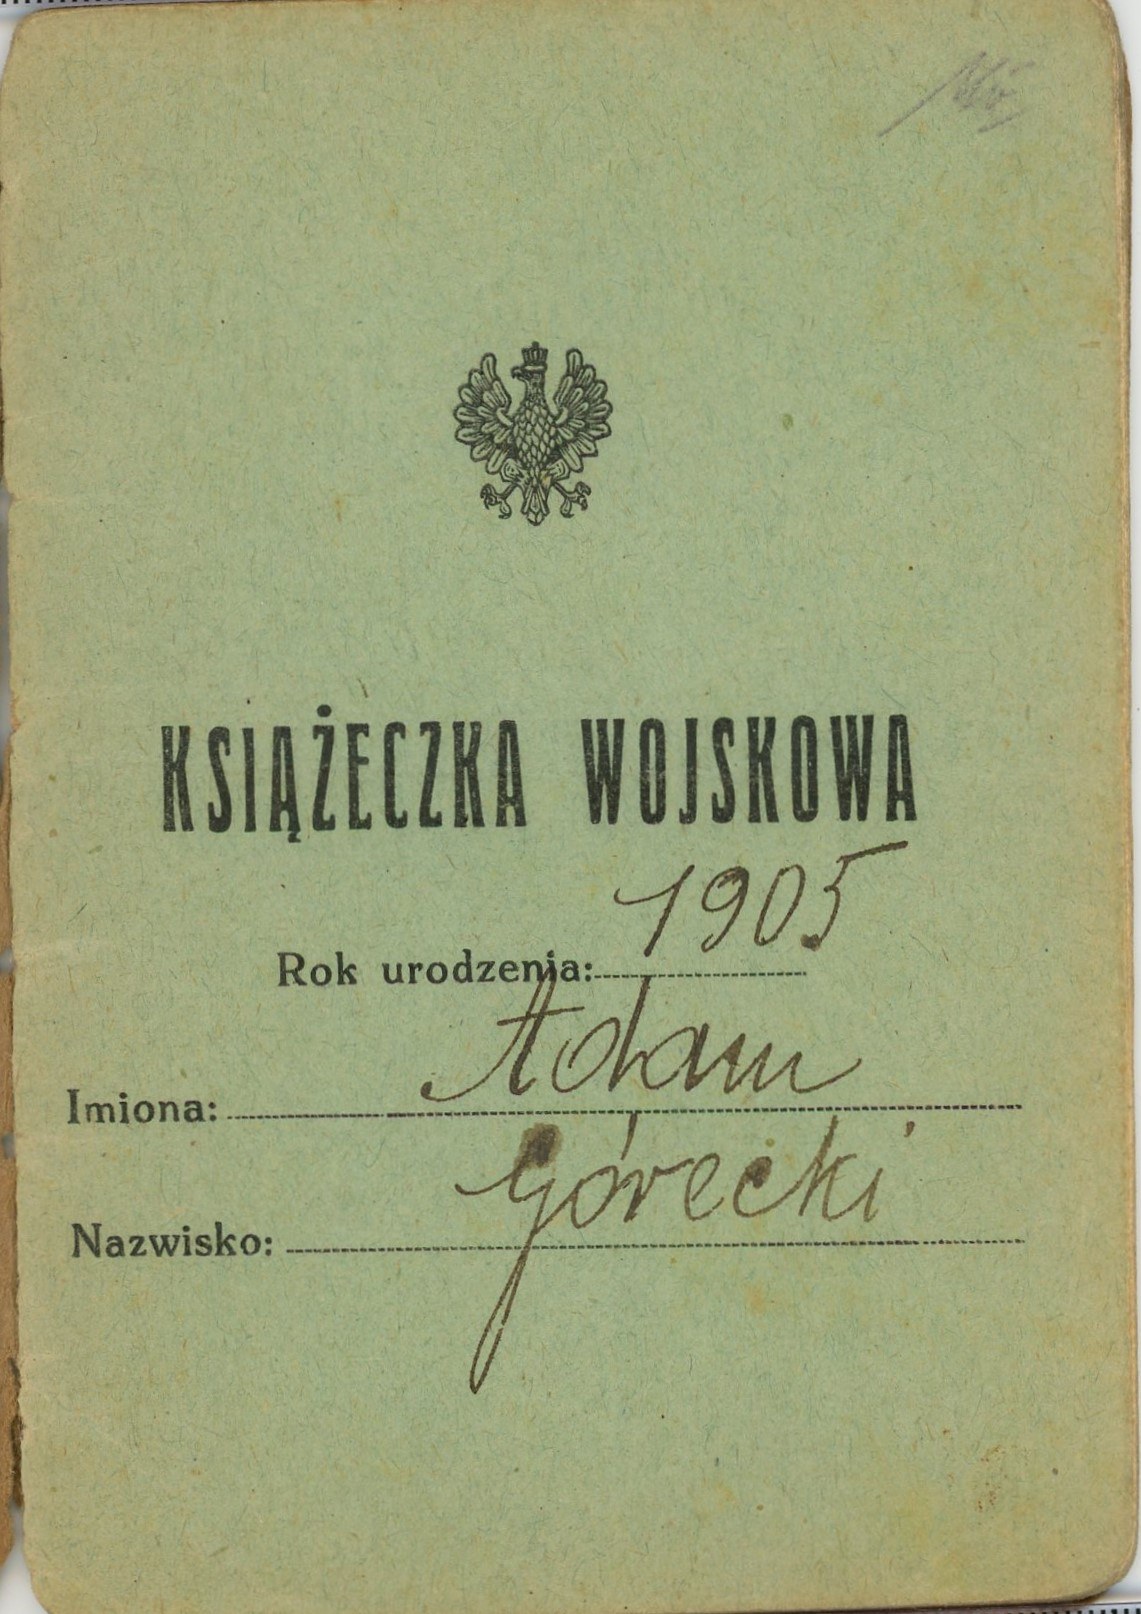 KSIĄŻECZKA WOJSKOWA
Rok urodzenia: 1905
Imiona: Adam
Nazwisko: Górecki